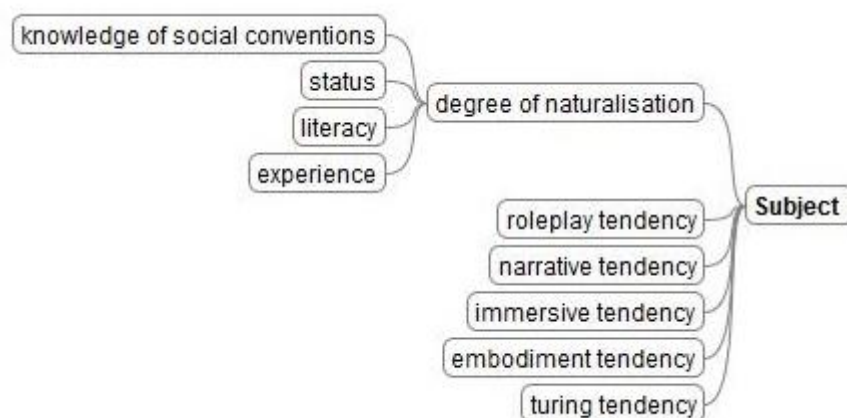 knowledge of social conventions
status
literacy
experience
degree of naturalisation
roleplay tendency
narrative tendency
immersive tendency
embodiment tendency
turing tendency
Subject